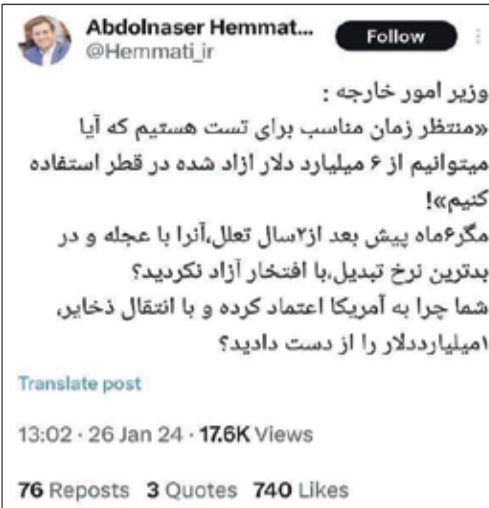 Abdolnaser Hemmat...
Follow
@Hemmati_ir
وزیر امور خارجه :
«منتظر زمان مناسب برای تست هستیم که آیا
میتوانیم از ۶ میلیارد دلار ازاد شده در قطر استفاده
کنیم»!
مگر۶ماه پیش بعد از۲سال تعلل،آنرا با عجله و در
بدترین نرخ تبدیل،با افتخار آزاد نکردید؟
شما چرا به آمریکا اعتماد کرده و با انتقال ذخایر،
۱میلیارددلار را از دست دادید؟
Translate post
13:02 · 26 Jan 24 · 17.6K Views
76 Reposts 3 Quotes 740 Likes